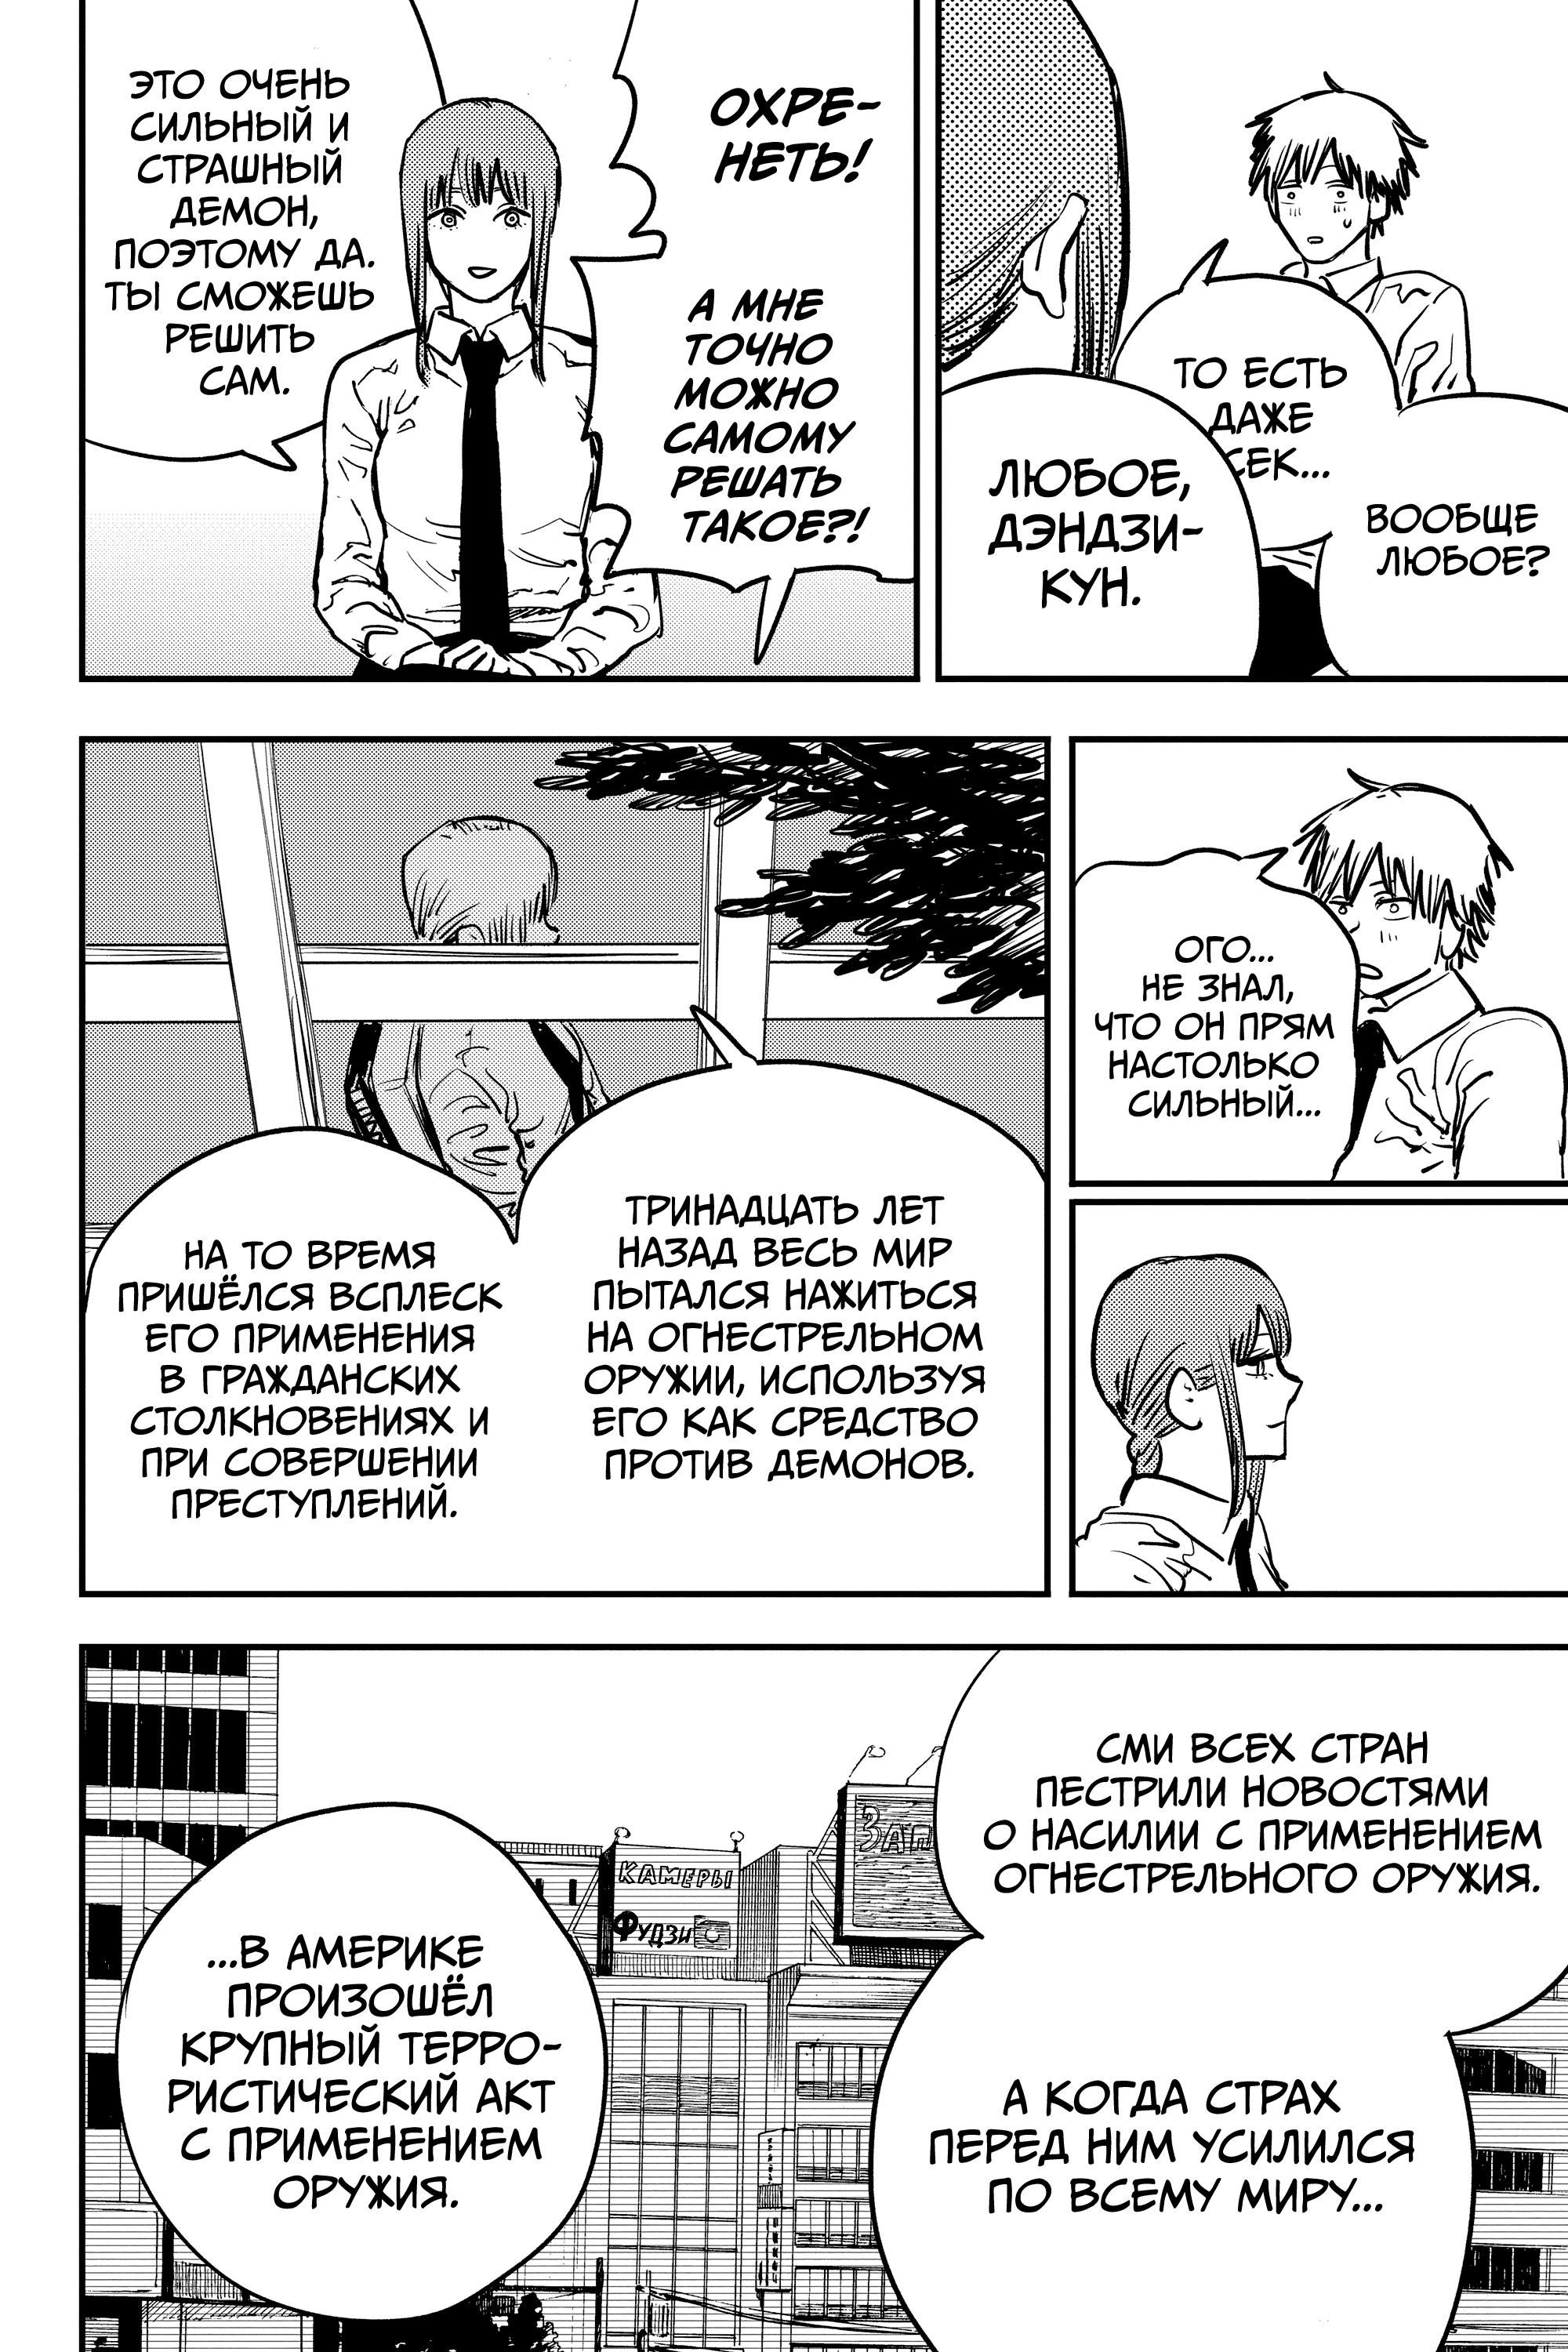 ВООБЩЕ
ЛЮБОЕ?
ТО ЕСТЬ
ДАЖЕ
СЕК...
ЛЮБОЕ,
ДЭНДЗИ-
КУН.
ОХРЕ-
НЕТЬ!
А МНЕ
ТОЧНО
МОЖНО
САМОМУ
РЕШАТЬ
ТАКОЕ?!
ЭТО ОЧЕНЬ
СИЛЬНЫЙ И
СТРАШНЫЙ
ДЕМОН,
ПОЭТОМУ ДА.
ТЫ СМОЖЕШЬ
РЕШИТЬ
САМ.
ОГО...
НЕ ЗНАЛ,
ЧТО ОН ПРЯМ
НАСТОЛЬКО
СИЛЬНЫЙ...
ТРИНАДЦАТЬ ЛЕТ
НАЗАД ВЕСЬ МИР
ПЫТАЛСЯ НАЖИТЬСЯ
НА ОГНЕСТРЕЛЬНОМ
ОРУЖИИ, ИСПОЛЬЗУЯ
ЕГО КАК СРЕДСТВО
ПРОТИВ ДЕМОНОВ.
НА ТО ВРЕМЯ
ПРИШЁЛСЯ ВСПЛЕСК
ЕГО ПРИМЕНЕНИЯ
В ГРАЖДАНСКИХ
СТОЛКНОВЕНИЯХ И
ПРИ СОВЕРШЕНИИ
ПРЕСТУПЛЕНИЙ.
СМИ ВСЕХ СТРАН
ПЕСТРИЛИ НОВОСТЯМИ
О НАСИЛИИ С ПРИМЕНЕНИЕМ
ОГНЕСТРЕЛЬНОГО ОРУЖИЯ.
А КОГДА СТРАХ
ПЕРЕД НИМ УСИЛИЛСЯ
ПО ВСЕМУ МИРУ...
ЗАП
КАМЕРЫ
ФУДЗИ
...В АМЕРИКЕ
ПРОИЗОШЁЛ
КРУПНЫЙ ТЕРРО-
РИСТИЧЕСКИЙ АКТ
С ПРИМЕНЕНИЕМ
ОРУЖИЯ.